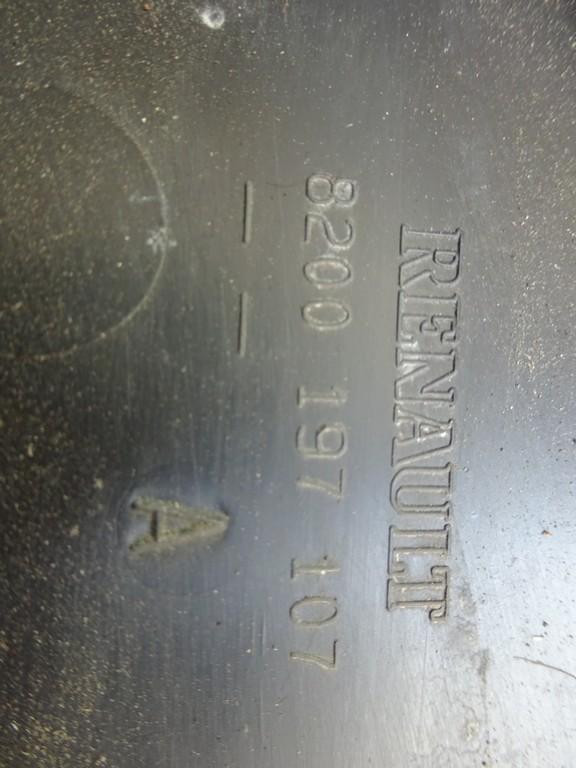 RENAULT
8200 197 107
— —
A